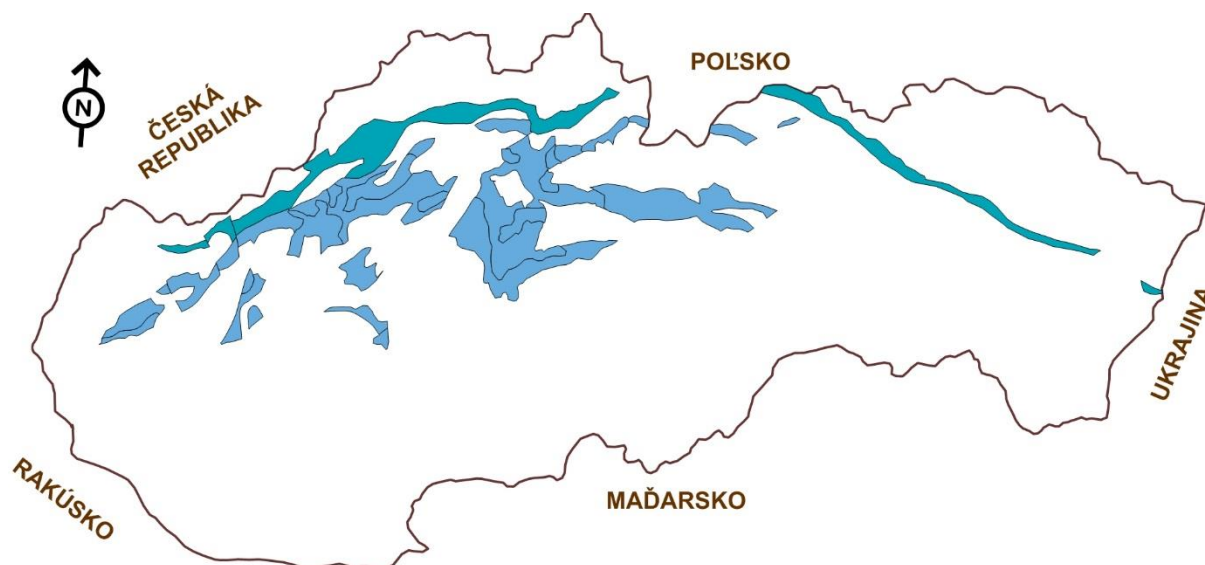 POĽSKO
ČESKÁ
REPUBLIKA
N
UKRAJINA
RAKÚSKO
MAĎARSKO